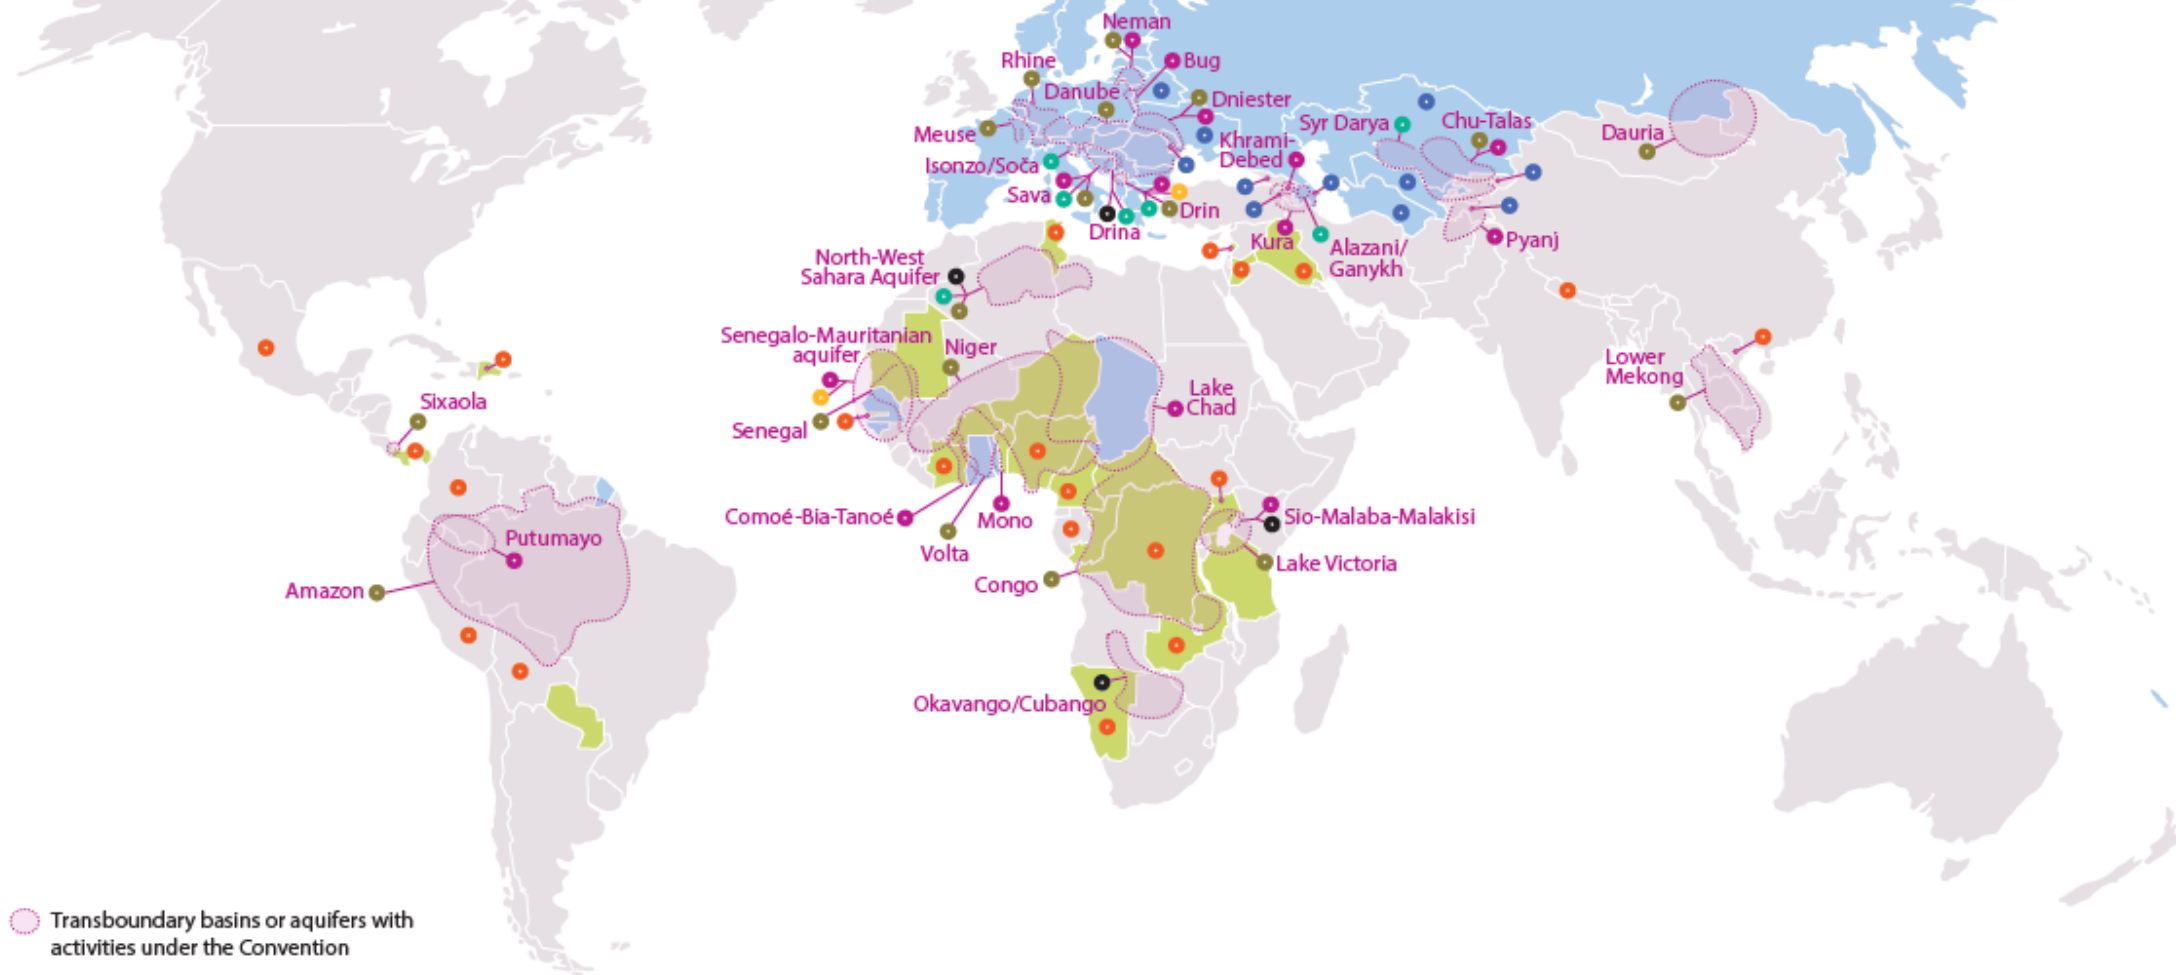 Neman
Rhine
Bug
Danube
Dniester
Meuse
Khrami-
Debed
Syr Darya
Chu-Talas
Dauria
Isonzo/Soča
Sava
Drin
Drina
Kura
Alazani/
Ganykh
Pyanj
North-West
Sahara Aquifer
Senegalo-Mauritanian
aquifer
Niger
Lower
Mekong
Sixaola
Lake
Chad
Senegal
Comoé-Bia-Tanoé
Mono
Sio-Malaba-Malakisi
Putumayo
Volta
Lake Victoria
Congo
Amazon
Okavango/Cubango
Transboundary basins or aquifers with
activities under the Convention